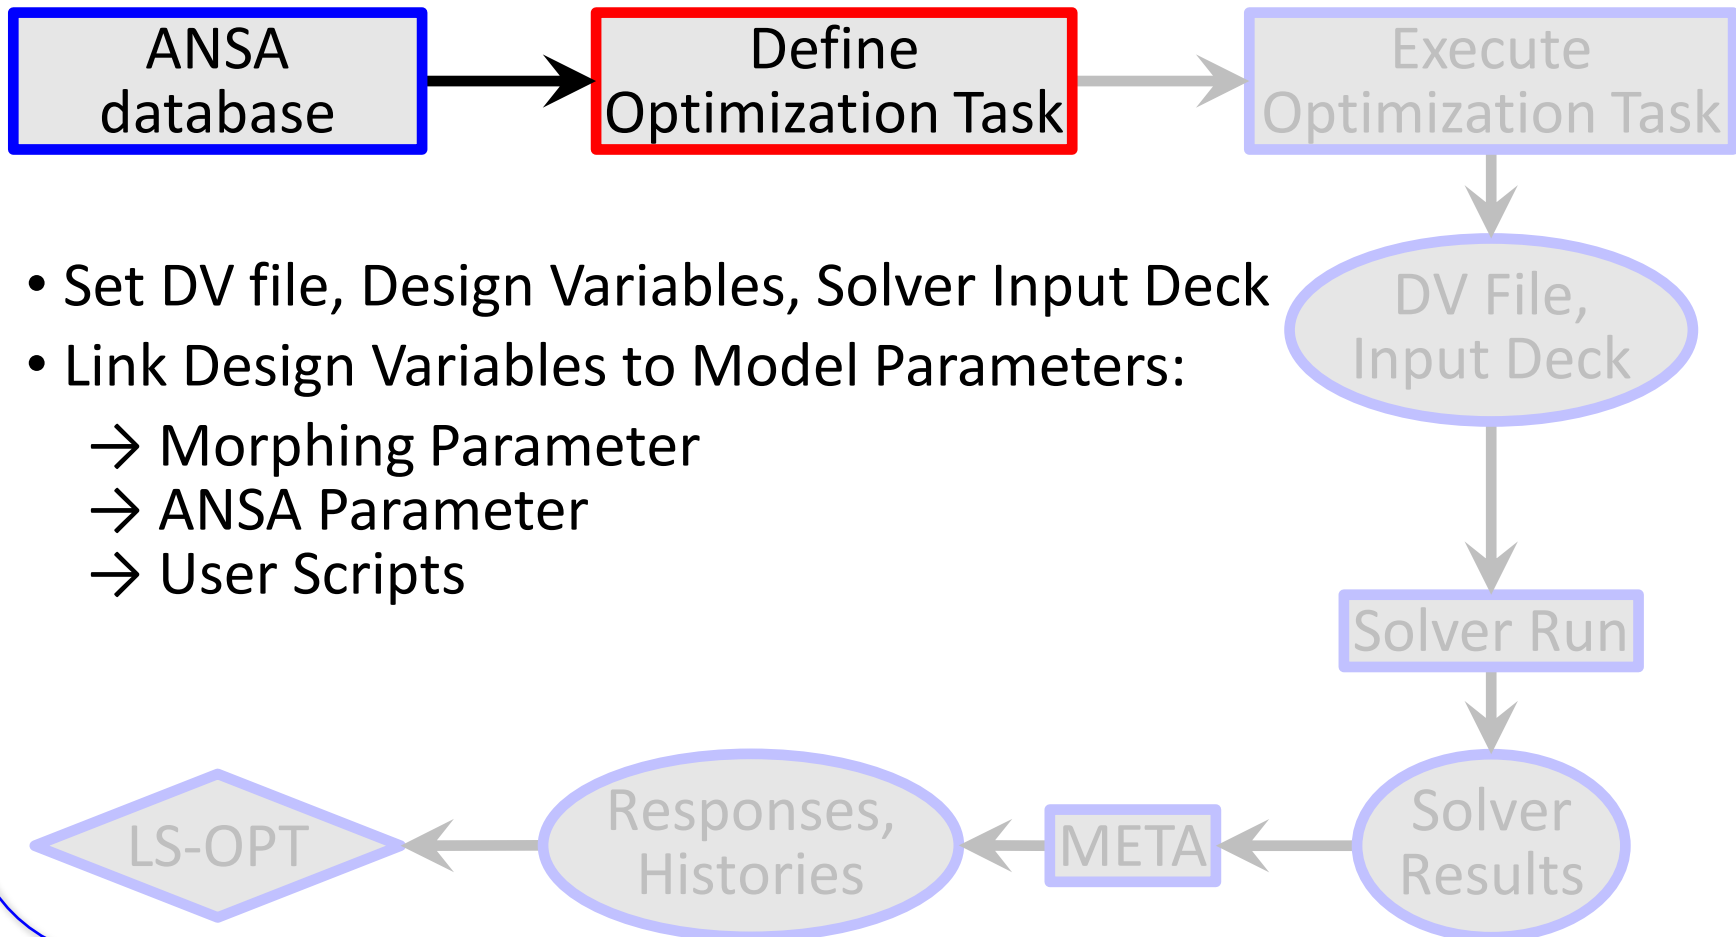 ANSA
database
Define
Optimization Task
Execute
Optimization Task
• Set DV file, Design Variables, Solver Input Deck
• Link Design Variables to Model Parameters:
→ Morphing Parameter
→ ANSA Parameter
→ User Scripts
DV File,
Input Deck
Solver Run
Solver
Results
META
Responses,
Histories
LS-OPT